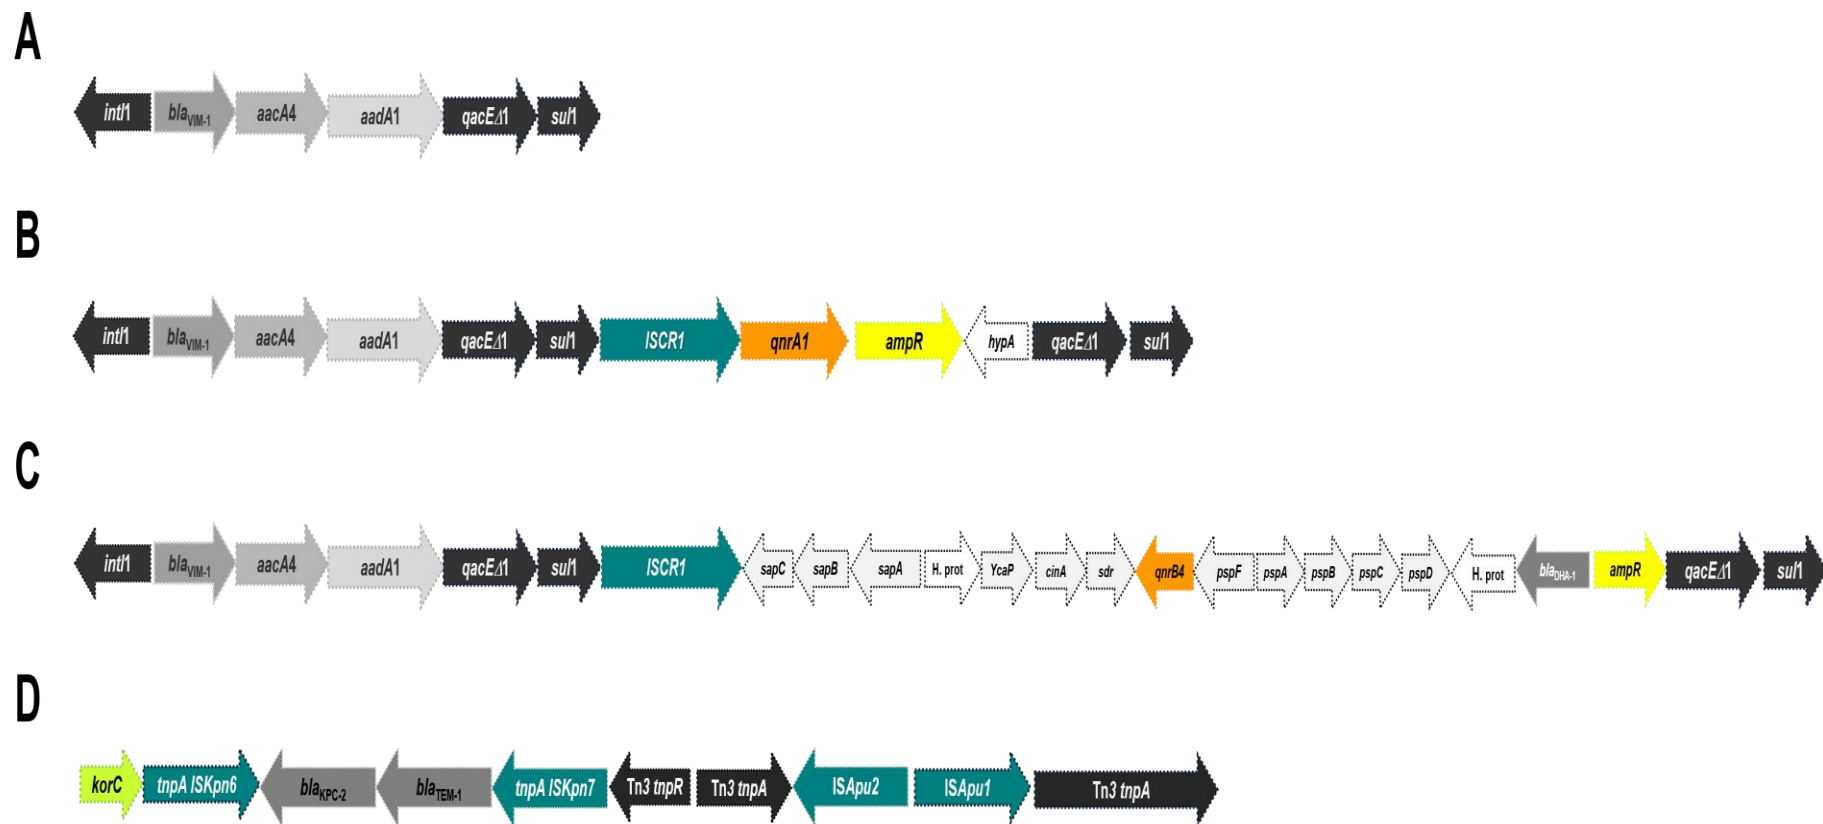 A
intI1 blaVIM-1 aacA4 aadA1 qacEΔ1 sul1
B
intI1 blaVIM-1 aacA4 aadA1 qacEΔ1 sul1 ISCR1 qnrA1 ampR hypA qacEΔ1 sul1
C
intI1 blaVIM-1 aacA4 aadA1 qacEΔ1 sul1 ISCR1 sapC sapB sapA H. prot YcaP cinA sdr qnrB4 pspF pspA pspB pspC pspD H. prot blaDHA-1 ampR qacEΔ1 sul1
D
korC tnpA ISKpn6 blaKPC-2 blaTEM-1 tnpA ISKpn7 Tn3 tnpR Tn3 tnpA ISApu2 ISApu1 Tn3 tnpA